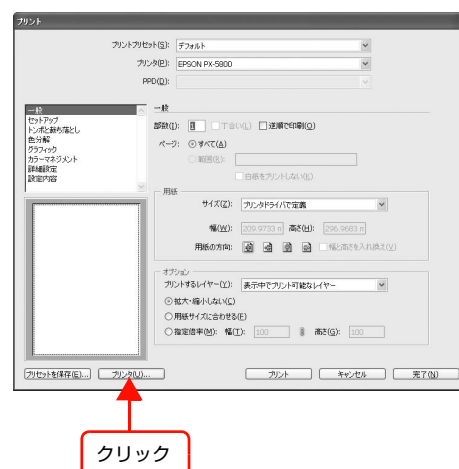 プリント
プリントプリセット(S): デフォルト
プリンタ(P): EPSON PX-5800
PPD(D):
一般
セットアップ
トンボと裁ち落とし
色分解
グラフィック
カラーマネジメント
詳細設定
設定内容
一般
部数(I): 1 丁合い(L) 逆順で印刷(O)
ページ: すべて(A)
範囲(R):
白紙をプリントしない(K)
用紙
サイズ(Z): プリンタドライバで定義
幅(W): 209.9733 m 高さ(H): 296.9683 m
用紙の方向: 幅と高さを入れ換え(V)
オプション
プリントするレイヤー(Y): 表示中でプリント可能なレイヤー
拡大・縮小しない(C)
用紙サイズに合わせる(E)
指定倍率(M): 幅(T): 100 高さ(G): 100
プリセットを保存(E)... プリンタ(U)... プリント キャンセル 完了(N)
クリック